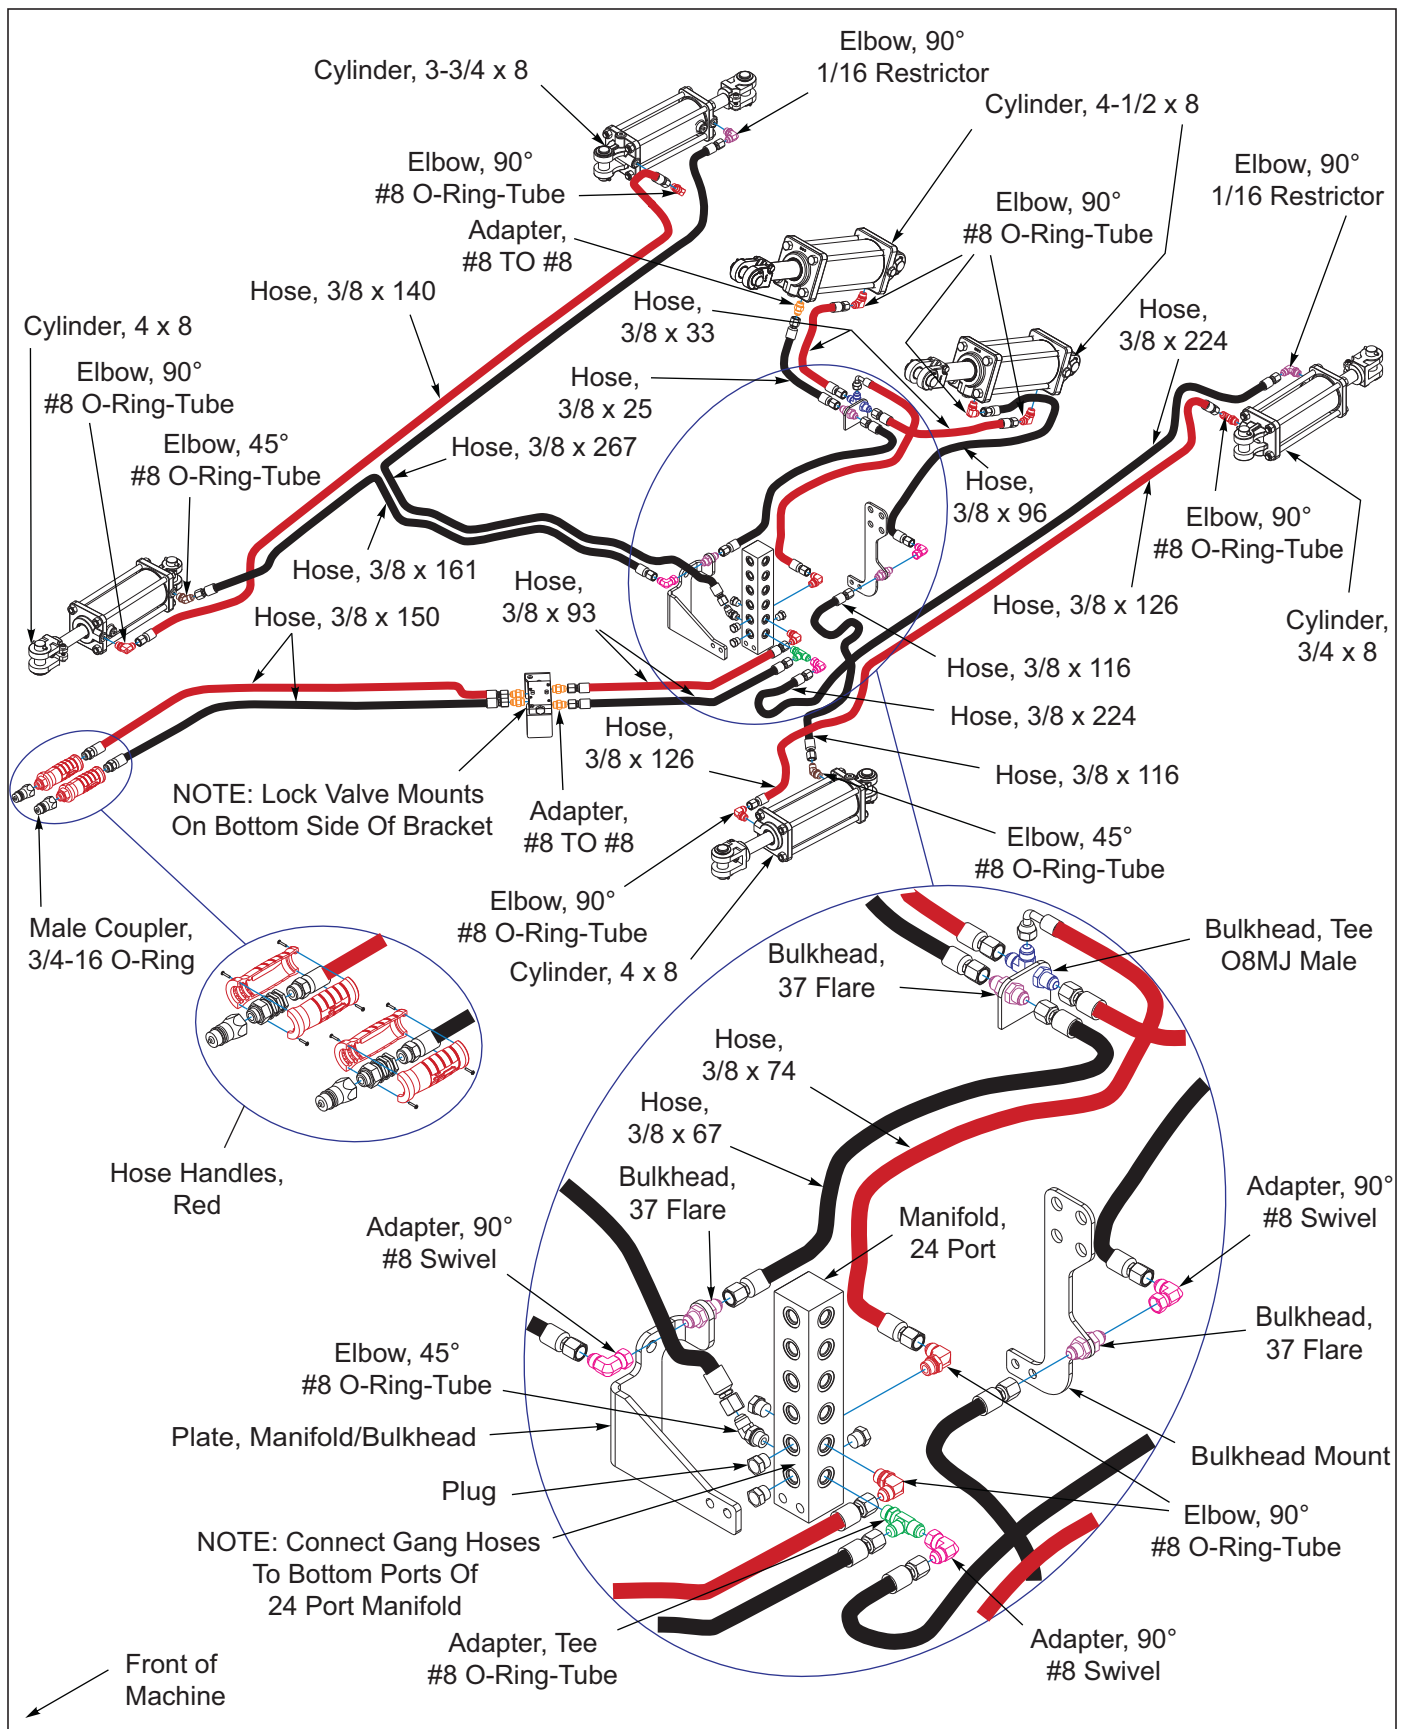 Elbow, 90°
1/16 Restrictor
Cylinder, 3-3/4 x 8
Cylinder, 4-1/2 x 8
Elbow, 90°
#8 O-Ring-Tube
Elbow, 90°
1/16 Restrictor
Elbow, 90°
#8 O-Ring-Tube
Adapter,
#8 TO #8
Hose, 3/8 x 140
Hose,
3/8 x 33
Hose,
3/8 x 224
Cylinder, 4 x 8
Elbow, 90°
#8 O-Ring-Tube
Hose,
3/8 x 25
Elbow, 45°
#8 O-Ring-Tube
Hose, 3/8 x 267
Hose,
3/8 x 96
Elbow, 90°
#8 O-Ring-Tube
Hose, 3/8 x 161
Hose,
3/8 x 93
Hose, 3/8 x 126
Hose, 3/8 x 150
Cylinder,
3/4 x 8
Hose, 3/8 x 116
Hose, 3/8 x 224
Hose,
3/8 x 126
Hose, 3/8 x 116
NOTE: Lock Valve Mounts
On Bottom Side Of Bracket
Adapter,
#8 TO #8
Elbow, 45°
#8 O-Ring-Tube
Elbow, 90°
#8 O-Ring-Tube
Cylinder, 4 x 8
Male Coupler,
3/4-16 O-Ring
Bulkhead,
37 Flare
Bulkhead, Tee
O8MJ Male
Hose,
3/8 x 74
Hose,
3/8 x 67
Hose Handles,
Red
Bulkhead,
37 Flare
Adapter, 90°
#8 Swivel
Manifold,
24 Port
Adapter, 90°
#8 Swivel
Bulkhead,
37 Flare
Elbow, 45°
#8 O-Ring-Tube
Plate, Manifold/Bulkhead
Bulkhead Mount
Plug
Elbow, 90°
#8 O-Ring-Tube
NOTE: Connect Gang Hoses
To Bottom Ports Of
24 Port Manifold
Adapter, Tee
#8 O-Ring-Tube
Adapter, 90°
#8 Swivel
Front of
Machine